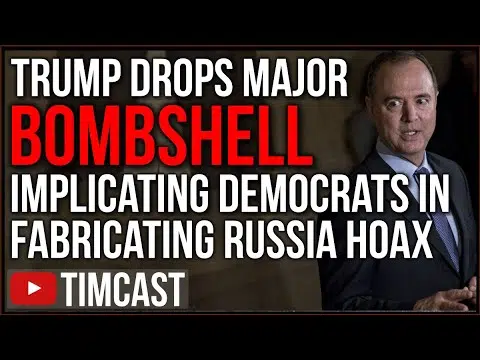 TRUMP DROPS MAJOR
BOMBSHELL
IMPLICATING DEMOCRATS IN
FABRICATING RUSSIA HOAX
TIMCAST